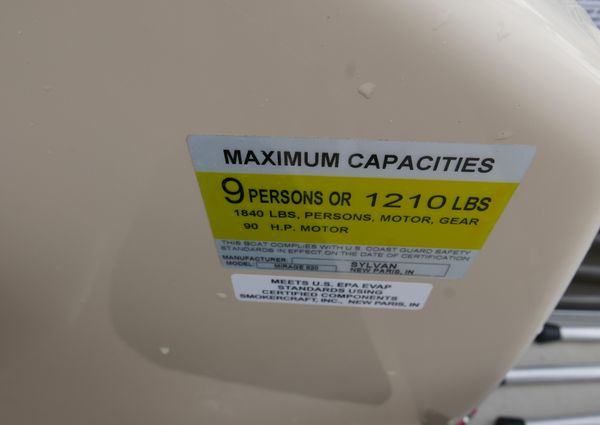 MAXIMUM CAPACITIES
9 PERSONS OR 1210 LBS
1840 LBS, PERSONS, MOTOR, GEAR
90 H.P. MOTOR
THIS BOAT COMPLIES WITH U.S. COAST GUARD SAFETY
STANDARDS IN EFFECT ON THE DATE OF CERTIFICATION
MANUFACTURER: SYLVAN
MODEL: MIRAGE 820 NEW PARIS, IN
MEETS U.S. EPA EVAP
STANDARDS USING
CERTIFIED COMPONENTS
SMOKERCRAFT, INC., NEW PARIS, IN